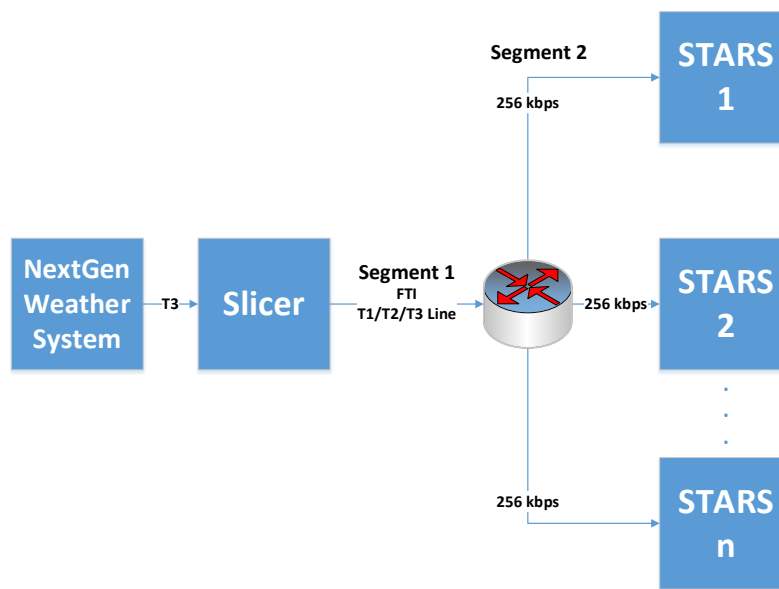 Segment 2
256 kbps
STARS
1
NextGen
Weather
System
T3
Slicer
Segment 1
FTI
T1/T2/T3 Line
256 kbps
STARS
2
.
.
.
256 kbps
STARS
n